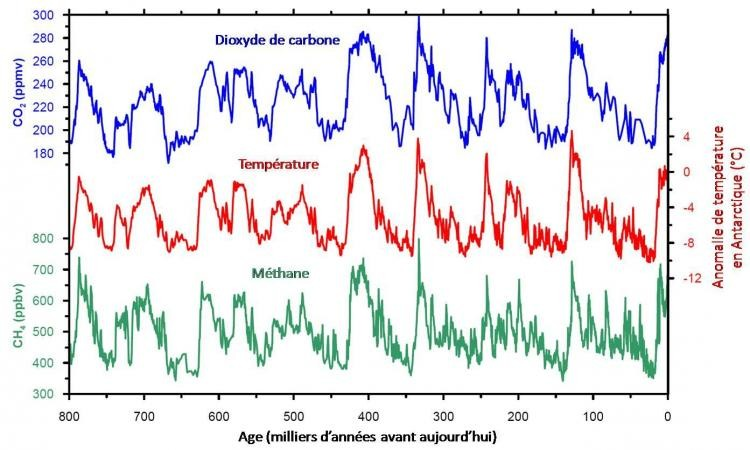 300
280
260
240
220
200
180
CO₂ (ppmv)
Dioxyde de carbone
4
0
-4
-8
-12
Anomalie de température
en Antarctique (°C)
Température
800
700
600
500
400
300
CH₄ (ppbv)
Méthane
800 700 600 500 400 300 200 100 0
Age (milliers d'années avant aujourd'hui)